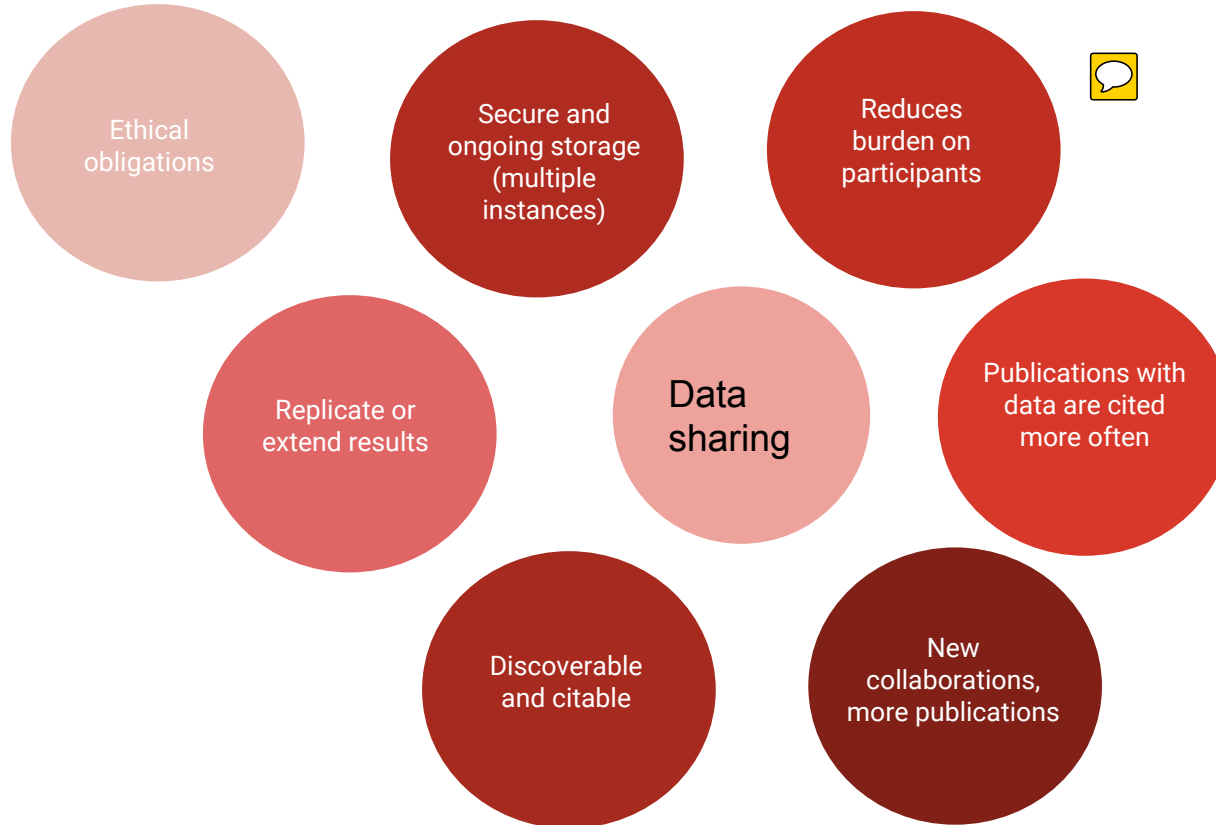 Ethical
obligations
Secure and
ongoing storage
(multiple
instances)
Reduces
burden on
participants
Replicate or
extend results
Data
sharing
Publications with
data are cited
more often
Discoverable
and citable
New
collaborations,
more publications